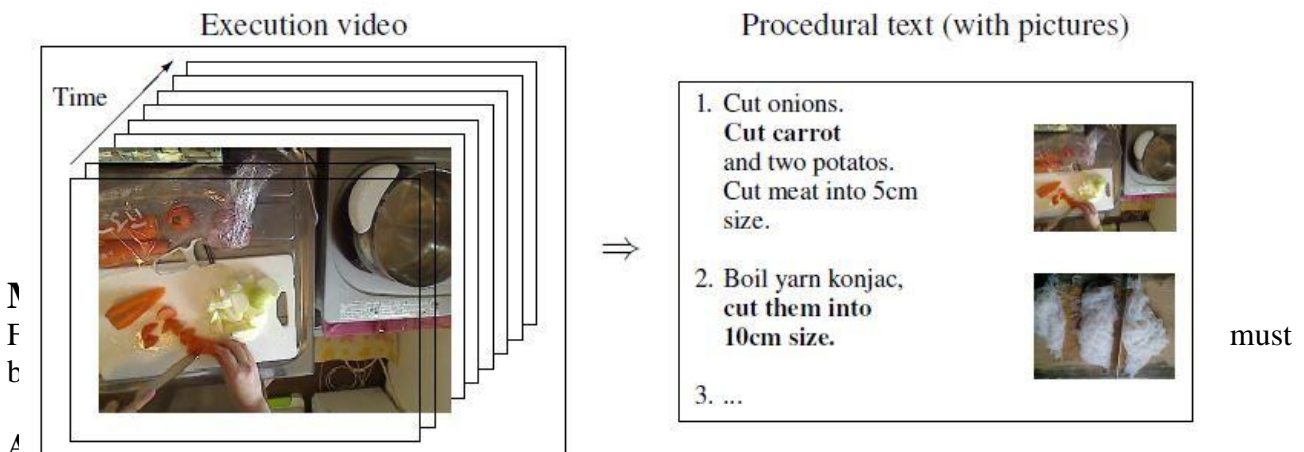 Execution video
Procedural text (with pictures)
Time
1. Cut onions.
Cut carrot
and two potatos.
Cut meat into 5cm
size.
⇒
2. Boil yarn konjac,
cut them into
10cm size.
must
3. ...